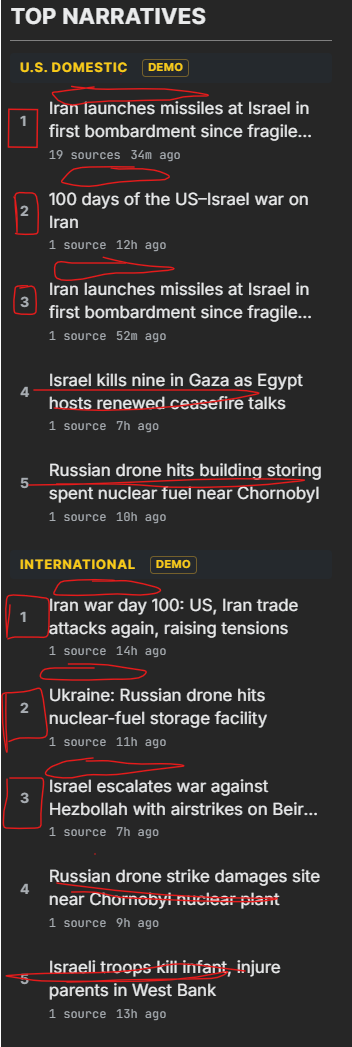 TOP NARRATIVES
U.S. DOMESTIC DEMO
1
Iran launches missiles at Israel in
first bombardment since fragile...
19 sources 34m ago
2
100 days of the US–Israel war on
Iran
1 source 12h ago
3
Iran launches missiles at Israel in
first bombardment since fragile...
1 source 52m ago
4
Israel kills nine in Gaza as Egypt
hosts renewed ceasefire talks
1 source 7h ago
5
Russian drone hits building storing
spent nuclear fuel near Chornobyl
1 source 10h ago
INTERNATIONAL DEMO
1
Iran war day 100: US, Iran trade
attacks again, raising tensions
1 source 14h ago
2
Ukraine: Russian drone hits
nuclear-fuel storage facility
1 source 11h ago
3
Israel escalates war against
Hezbollah with airstrikes on Beir...
1 source 7h ago
4
Russian drone strike damages site
near Chornobyl nuclear plant
1 source 9h ago
5
Israeli troops kill infant, injure
parents in West Bank
1 source 13h ago